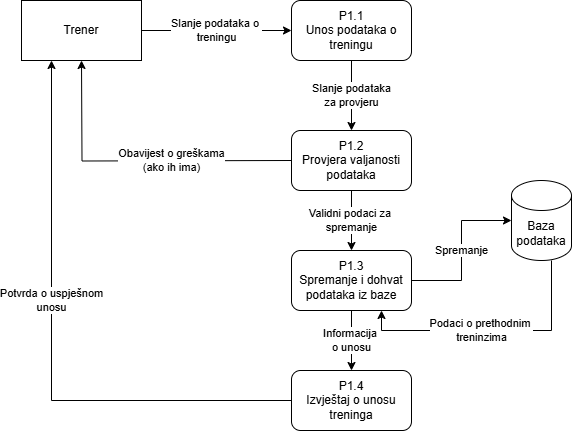 Trener
Slanje podataka o
treningu
P1.1
Unos podataka o
treningu
Slanje podataka
za provjeru
Obavijest o greškama
(ako ih ima)
P1.2
Provjera valjanosti
podataka
Validni podaci za
spremanje
Baza
podataka
Spremanje
P1.3
Spremanje i dohvat
podataka iz baze
Potvrda o uspješnom
unosu
Podaci o prethodnim
treninzima
Informacija
o unosu
P1.4
Izvještaj o unosu
treninga